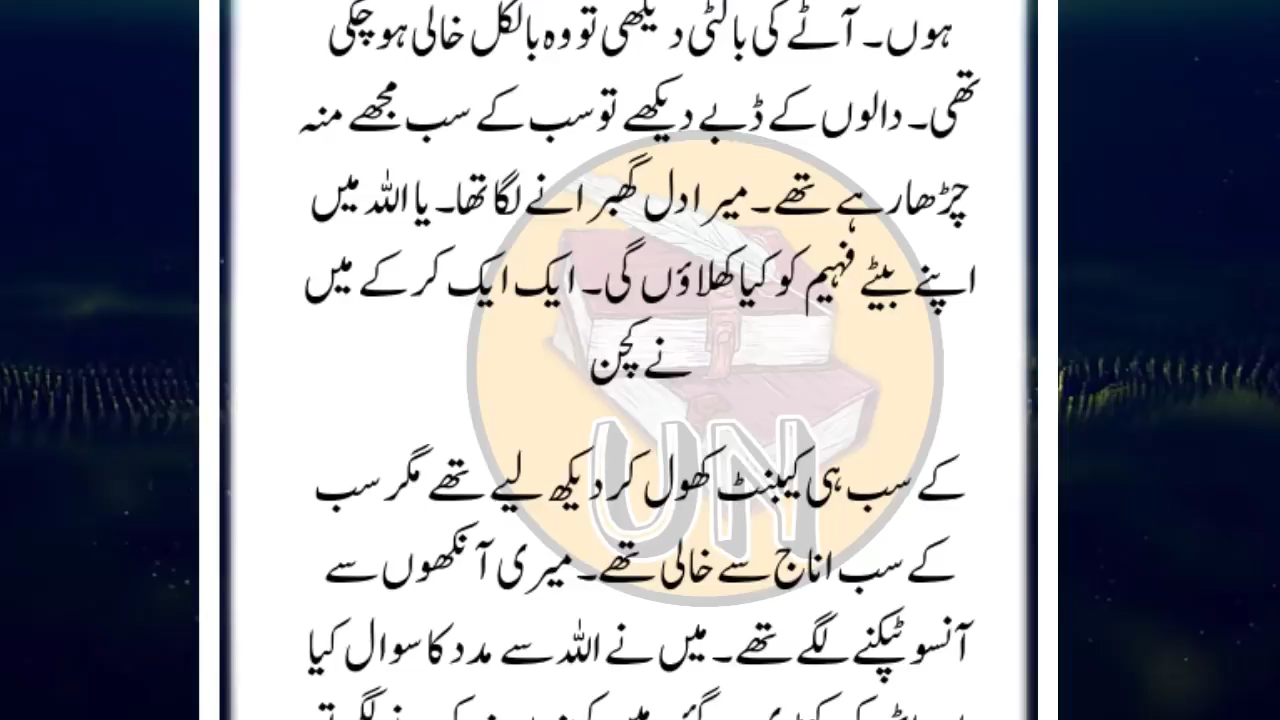 ہوں۔ آٹے کی بالٹی دیکھی تو وہ بالکل خالی ہو چکی
تھی۔ دالوں کے ڈبے دیکھے تو سب کے سب مجھے منہ
چڑھا رہے تھے۔ میرا دل گھبرانے لگا تھا۔ یا اللہ میں
اپنے بیٹے فہیم کو کیا کھلاؤں گی۔ ایک ایک کر کے میں
نے کچن
کے سب ہی کیبنٹ کھول کر دیکھ لیے تھے مگر سب
کے سب اناج سے خالی تھے۔ میری آنکھوں سے
آنسو ٹپکنے لگے تھے۔ میں نے اللہ سے مدد کا سوال کیا
UN